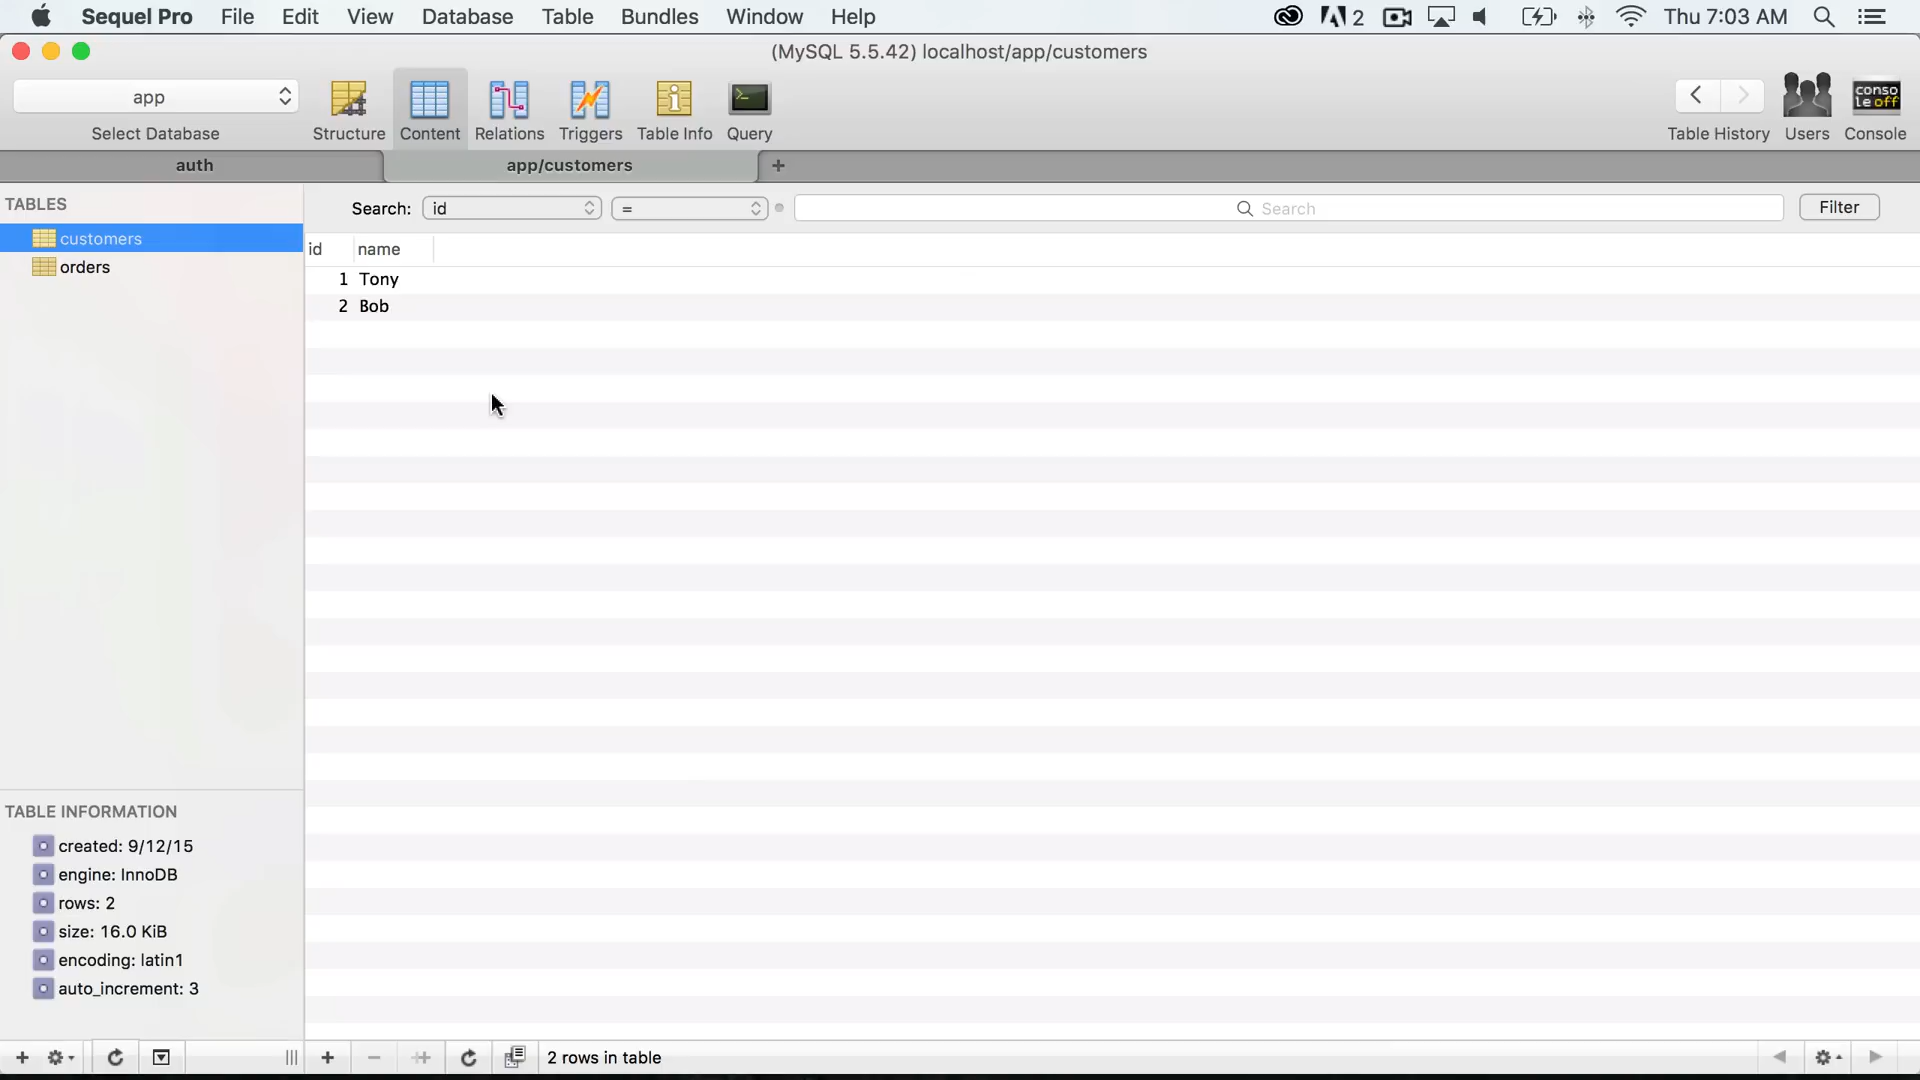 Sequel Pro File Edit View Database Table Bundles Window Help 2 Thu 7:03 AM
(MySQL 5.5.42) localhost/app/customers
app
conso
le off
Select Database Structure Content Relations Triggers Table Info Query Table History Users Console
auth app/customers +
TABLES
Search: id = Search Filter
customers
orders
id name
1 Tony
2 Bob
TABLE INFORMATION
created: 9/12/15
engine: InnoDB
rows: 2
size: 16.0 KiB
encoding: latin1
auto_increment: 3
2 rows in table